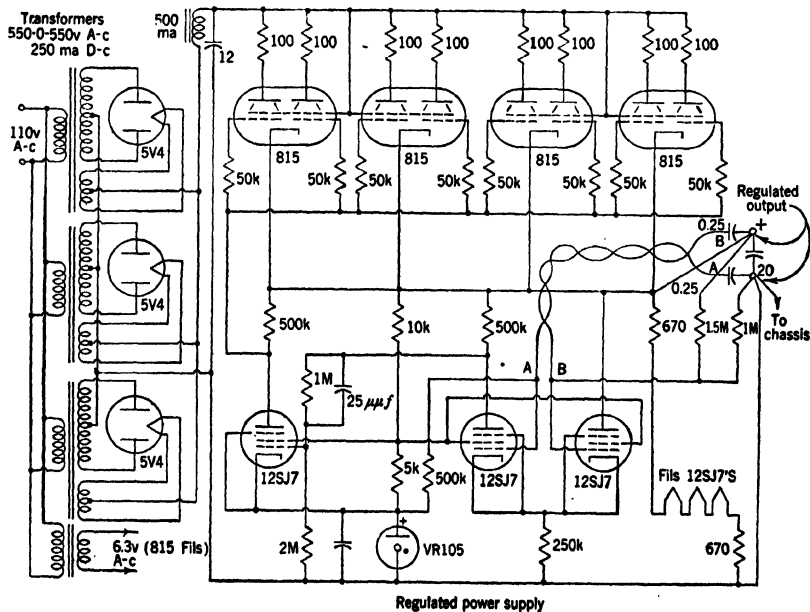 Transformers
550-0-550v A-c
250 ma D-c
500
ma
12
100
100
100
100
100
100
100
100
110v
A-c
5V4
815
815
815
815
50k
50k
50k
50k
50k
50k
50k
50k
Regulated
output
0.25
B
+
A
20
0.25
To
chassis
5V4
500k
10k
500k
670
1.5M
1M
1M
25μμf
A
B
5V4
12SJ7
5k
500k
12SJ7
12SJ7
Fils 12SJ7'S
+
6.3v (815 Fils)
A-c
2M
VR105
250k
670
Regulated power supply